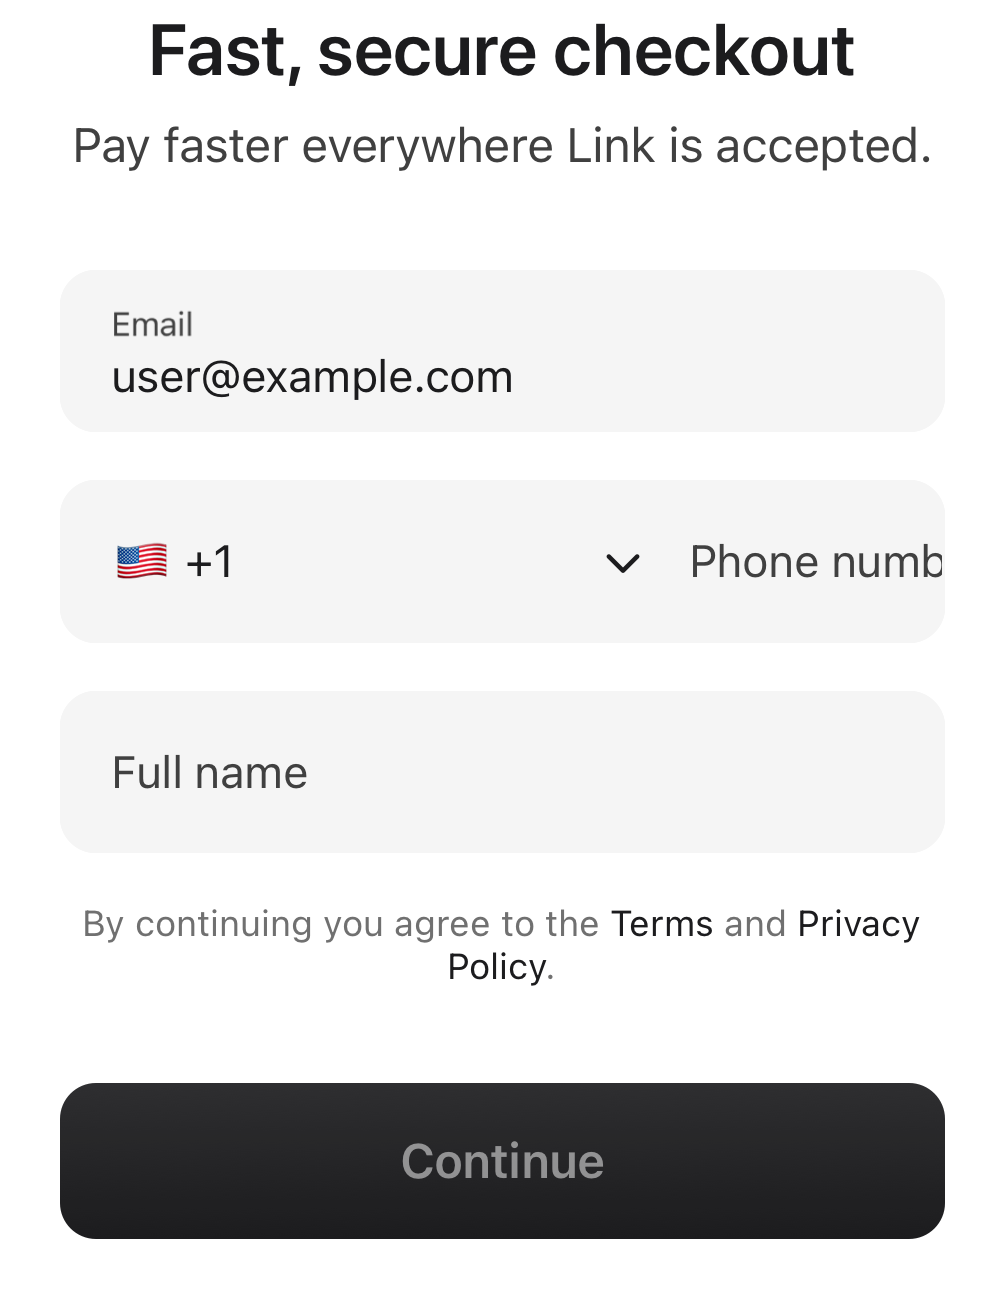 Fast, secure checkout
Pay faster everywhere Link is accepted.
Email
user@example.com
+1
Phone numb
Full name
By continuing you agree to the Terms and Privacy
Policy.
Continue